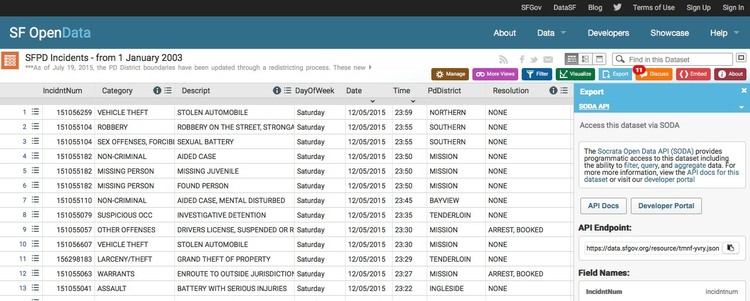 SFGov DataSF Blog Terms of Use Sign Up Sign In
SF OpenData About Data Developers Showcase Help
SFPD Incidents - from 1 January 2003
***As of July 19, 2015, the PD District boundaries have been updated through a redistricting process. These new
Find in this Dataset
Manage More Views Filter Visualize Export 11 Discuss Embed About
IncidntNum Category Descript DayOfWeek Date Time PdDistrict Resolution
1 151056259 VEHICLE THEFT STOLEN AUTOMOBILE Saturday 12/05/2015 23:59 NORTHERN NONE
2 151055104 ROBBERY ROBBERY ON THE STREET, STRONGA Saturday 12/05/2015 23:55 SOUTHERN NONE
3 151055104 SEX OFFENSES, FORCIBL SEXUAL BATTERY Saturday 12/05/2015 23:55 SOUTHERN NONE
4 151055182 NON-CRIMINAL AIDED CASE Saturday 12/05/2015 23:50 MISSION NONE
5 151055182 MISSING PERSON MISSING JUVENILE Saturday 12/05/2015 23:50 MISSION NONE
6 151055182 MISSING PERSON FOUND PERSON Saturday 12/05/2015 23:50 MISSION NONE
7 151055110 NON-CRIMINAL AIDED CASE, MENTAL DISTURBED Saturday 12/05/2015 23:45 BAYVIEW NONE
8 151055079 SUSPICIOUS OCC INVESTIGATIVE DETENTION Saturday 12/05/2015 23:35 TENDERLOIN NONE
9 151055057 OTHER OFFENSES DRIVERS LICENSE, SUSPENDED OR R Saturday 12/05/2015 23:30 MISSION ARREST, BOOKED
10 151056607 VEHICLE THEFT STOLEN AUTOMOBILE Saturday 12/05/2015 23:30 MISSION NONE
11 156298183 LARCENY/THEFT GRAND THEFT OF PROPERTY Saturday 12/05/2015 23:29 TENDERLOIN NONE
12 151055063 WARRANTS ENROUTE TO OUTSIDE JURISDICTION Saturday 12/05/2015 23:27 MISSION ARREST, BOOKED
13 151055041 ASSAULT BATTERY WITH SERIOUS INJURIES Saturday 12/05/2015 23:22 INGLESIDE NONE
Export
SODA API
Access this dataset via SODA
The Socrata Open Data API (SODA) provides
programmatic access to this dataset including
the ability to filter, query, and aggregate data. For
more more information, view the API docs for this
dataset or visit our developer portal
API Docs Developer Portal
API Endpoint:
https://data.sfgov.org/resource/tmnf-yvry.json
Field Names:
IncidntNum incidntnum